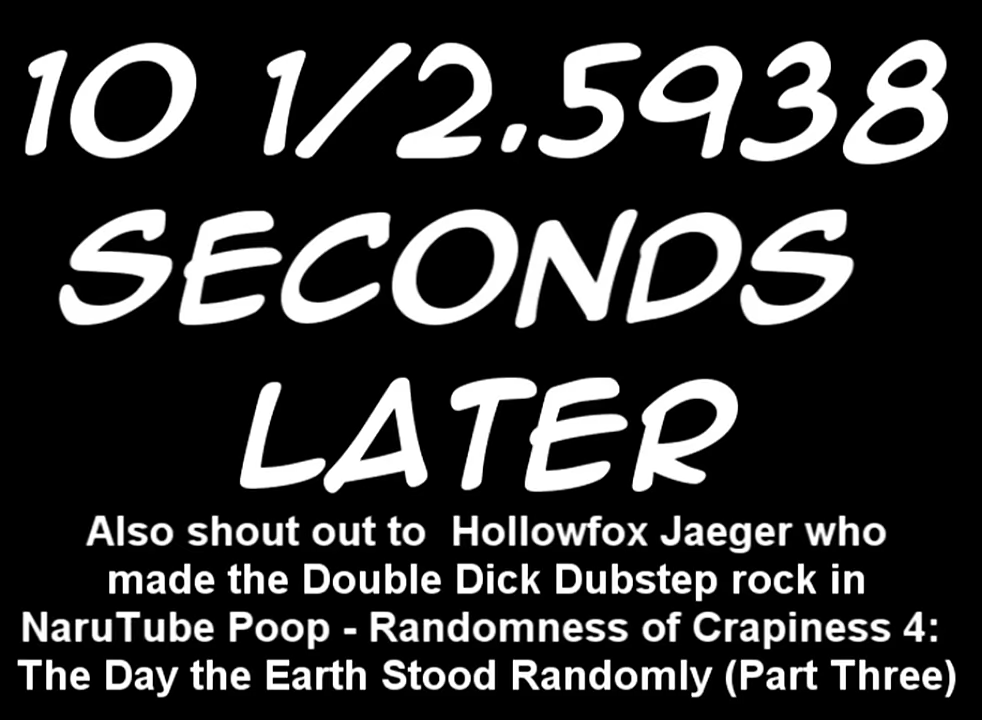 10 1/2.5938
SECONDS
LATER
Also shout out to  Hollowfox Jaeger who
made the Double Dick Dubstep rock in
NaruTube Poop - Randomness of Crapiness 4:
The Day the Earth Stood Randomly (Part Three)